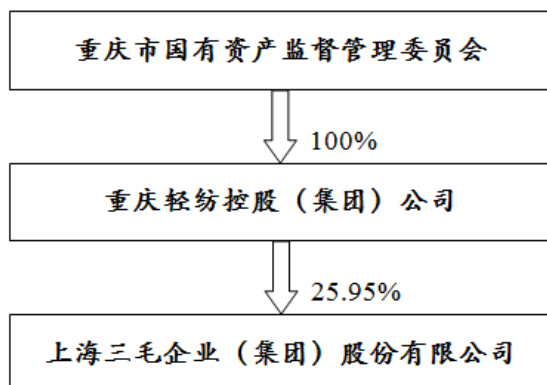 重庆市国有资产监督管理委员会
100%
重庆轻纺控股（集团）公司
25.95%
上海三毛企业（集团）股份有限公司